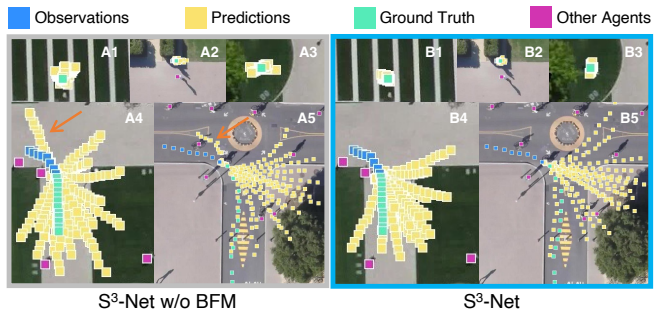 Observations Predictions Ground Truth Other Agents
A1 A2 A3 B1 B2 B3
A4 A5 B4 B5
S³-Net w/o BFM S³-Net